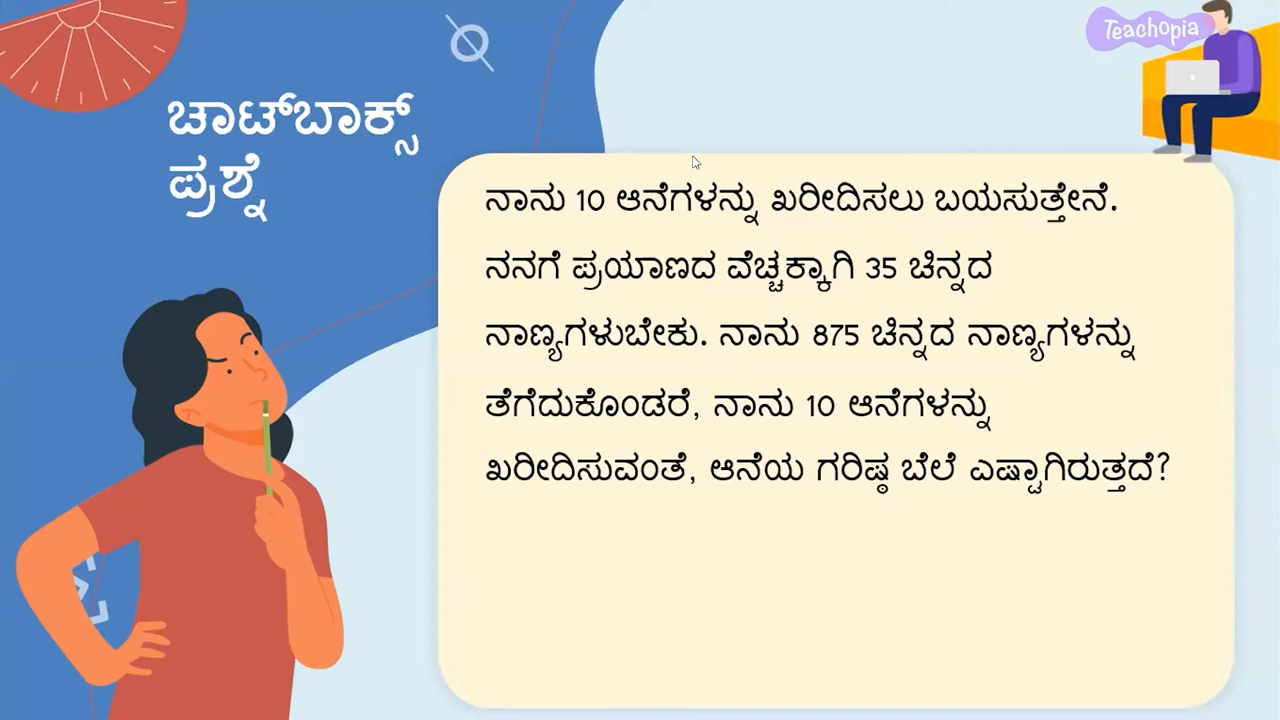 Teachopia
ಚಾಟ್‌ಬಾಕ್ಸ್
ಪ್ರಶ್ನೆ
ನಾನು 10 ಆನೆಗಳನ್ನು ಖರೀದಿಸಲು ಬಯಸುತ್ತೇನೆ.
ನನಗೆ ಪ್ರಯಾಣದ ವೆಚ್ಚಕ್ಕಾಗಿ 35 ಚಿನ್ನದ
ನಾಣ್ಯಗಳುಬೇಕು. ನಾನು 875 ಚಿನ್ನದ ನಾಣ್ಯಗಳನ್ನು
ತೆಗೆದುಕೊಂಡರೆ, ನಾನು 10 ಆನೆಗಳನ್ನು
ಖರೀದಿಸುವಂತೆ, ಆನೆಯ ಗರಿಷ್ಠ ಬೆಲೆ ಎಷ್ಟಾಗಿರುತ್ತದೆ?